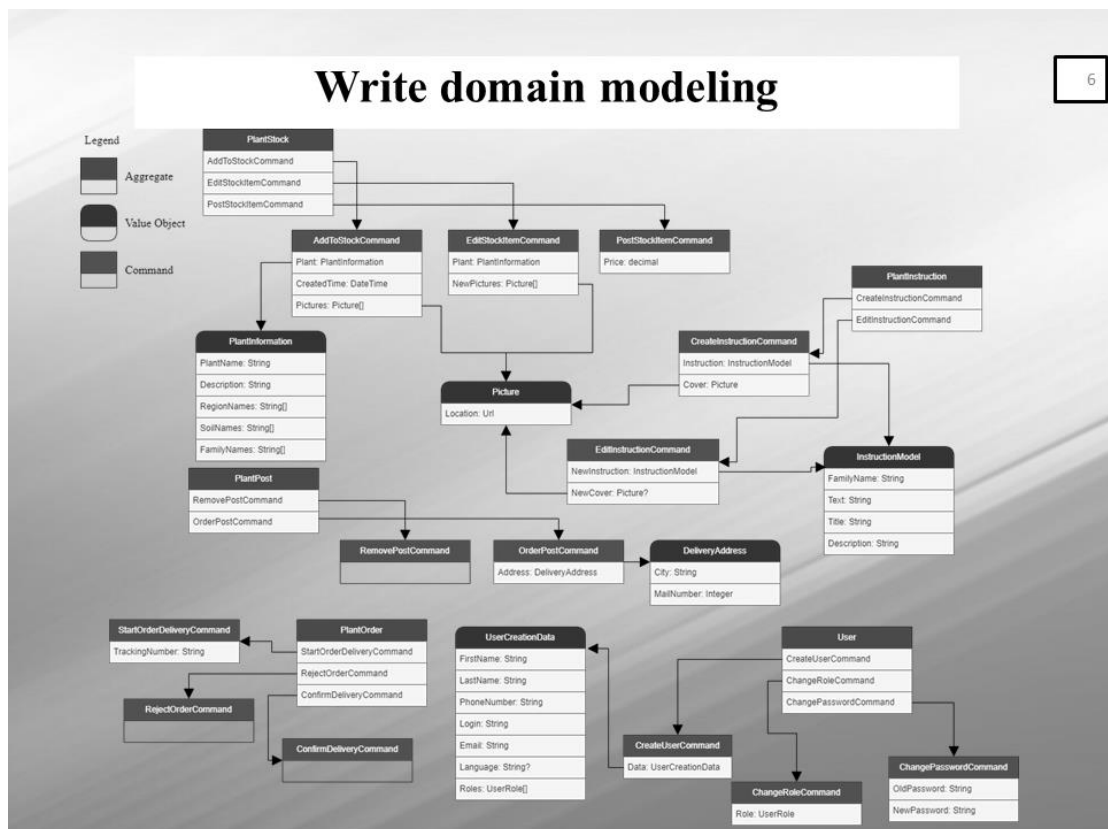 Write domain modeling
6
Legend
Aggregate
Value Object
Command
PlantStock
AddToStockCommand
EditStockItemCommand
PostStockItemCommand
AddToStockCommand
Plant: PlantInformation
CreatedTime: DateTime
Pictures: Picture[]
EditStockItemCommand
Plant: PlantInformation
NewPictures: Picture[]
PostStockItemCommand
Price: decimal
PlantInstruction
CreateInstructionCommand
EditInstructionCommand
PlantInformation
PlantName: String
Description: String
RegionNames: String[]
SoilNames: String[]
FamilyNames: String[]
Picture
Location: Url
CreateInstructionCommand
Instruction: InstructionModel
Cover: Picture
EditInstructionCommand
NewInstruction: InstructionModel
NewCover: Picture?
InstructionModel
FamilyName: String
Text: String
Title: String
Description: String
PlantPost
RemovePostCommand
OrderPostCommand
RemovePostCommand
OrderPostCommand
Address: DeliveryAddress
DeliveryAddress
City: String
MailNumber: Integer
StartOrderDeliveryCommand
TrackingNumber: String
PlantOrder
StartOrderDeliveryCommand
RejectOrderCommand
ConfirmDeliveryCommand
RejectOrderCommand
ConfirmDeliveryCommand
UserCreationData
FirstName: String
LastName: String
PhoneNumber: String
Login: String
Email: String
Language: String?
Roles: UserRole[]
User
CreateUserCommand
ChangeRoleCommand
ChangePasswordCommand
CreateUserCommand
Data: UserCreationData
ChangeRoleCommand
Role: UserRole
ChangePasswordCommand
OldPassword: String
NewPassword: String